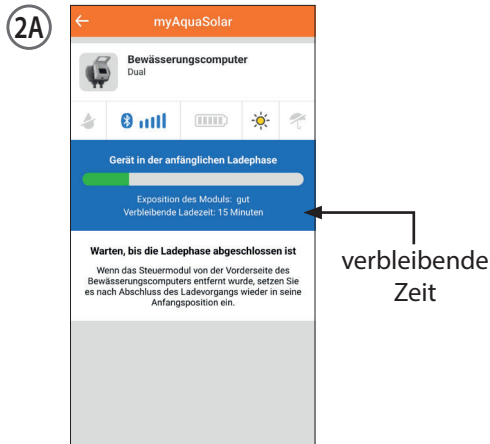 2A
myAquaSolar
Bewässerungscomputer
Dual
Gerät in der anfänglichen Ladephase
Exposition des Moduls: gut
Verbleibende Ladezeit: 15 Minuten
verbleibende
Zeit
Warten, bis die Ladephase abgeschlossen ist
Wenn das Steuermodul von der Vorderseite des
Bewässerungscomputers entfernt wurde, setzen Sie
es nach Abschluss des Ladevorgangs wieder in seine
Anfangsposition ein.